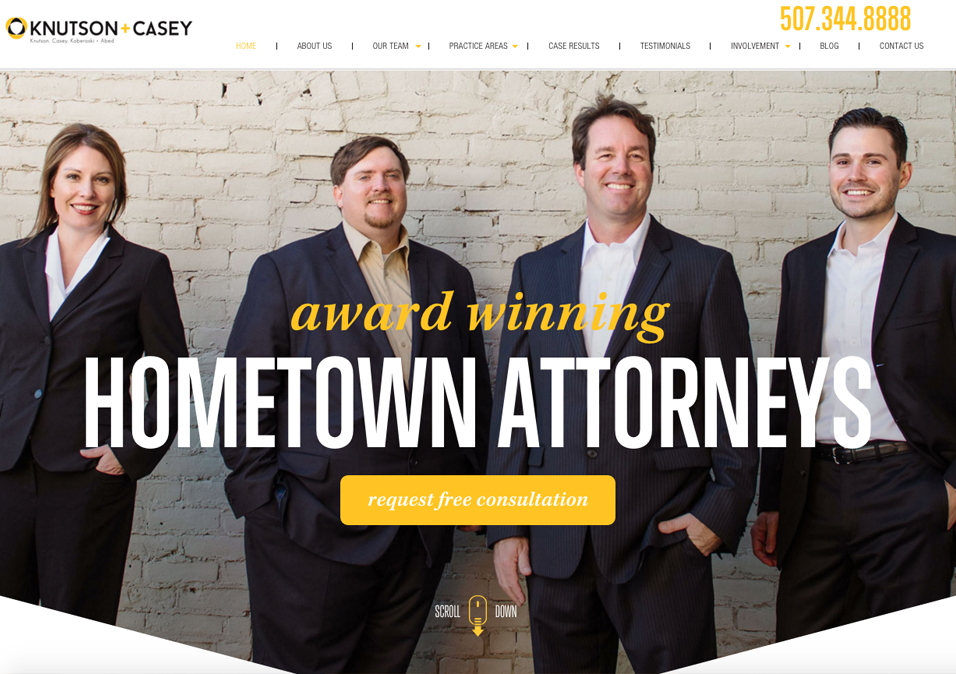 KNUTSON+CASEY
Knutson, Casey, Koberoski + Abed
507.344.8888
HOME | ABOUT US | OUR TEAM | PRACTICE AREAS | CASE RESULTS | TESTIMONIALS | INVOLVEMENT | BLOG | CONTACT US
award winning
HOMETOWN ATTORNEYS
request free consultation
SCROLL DOWN